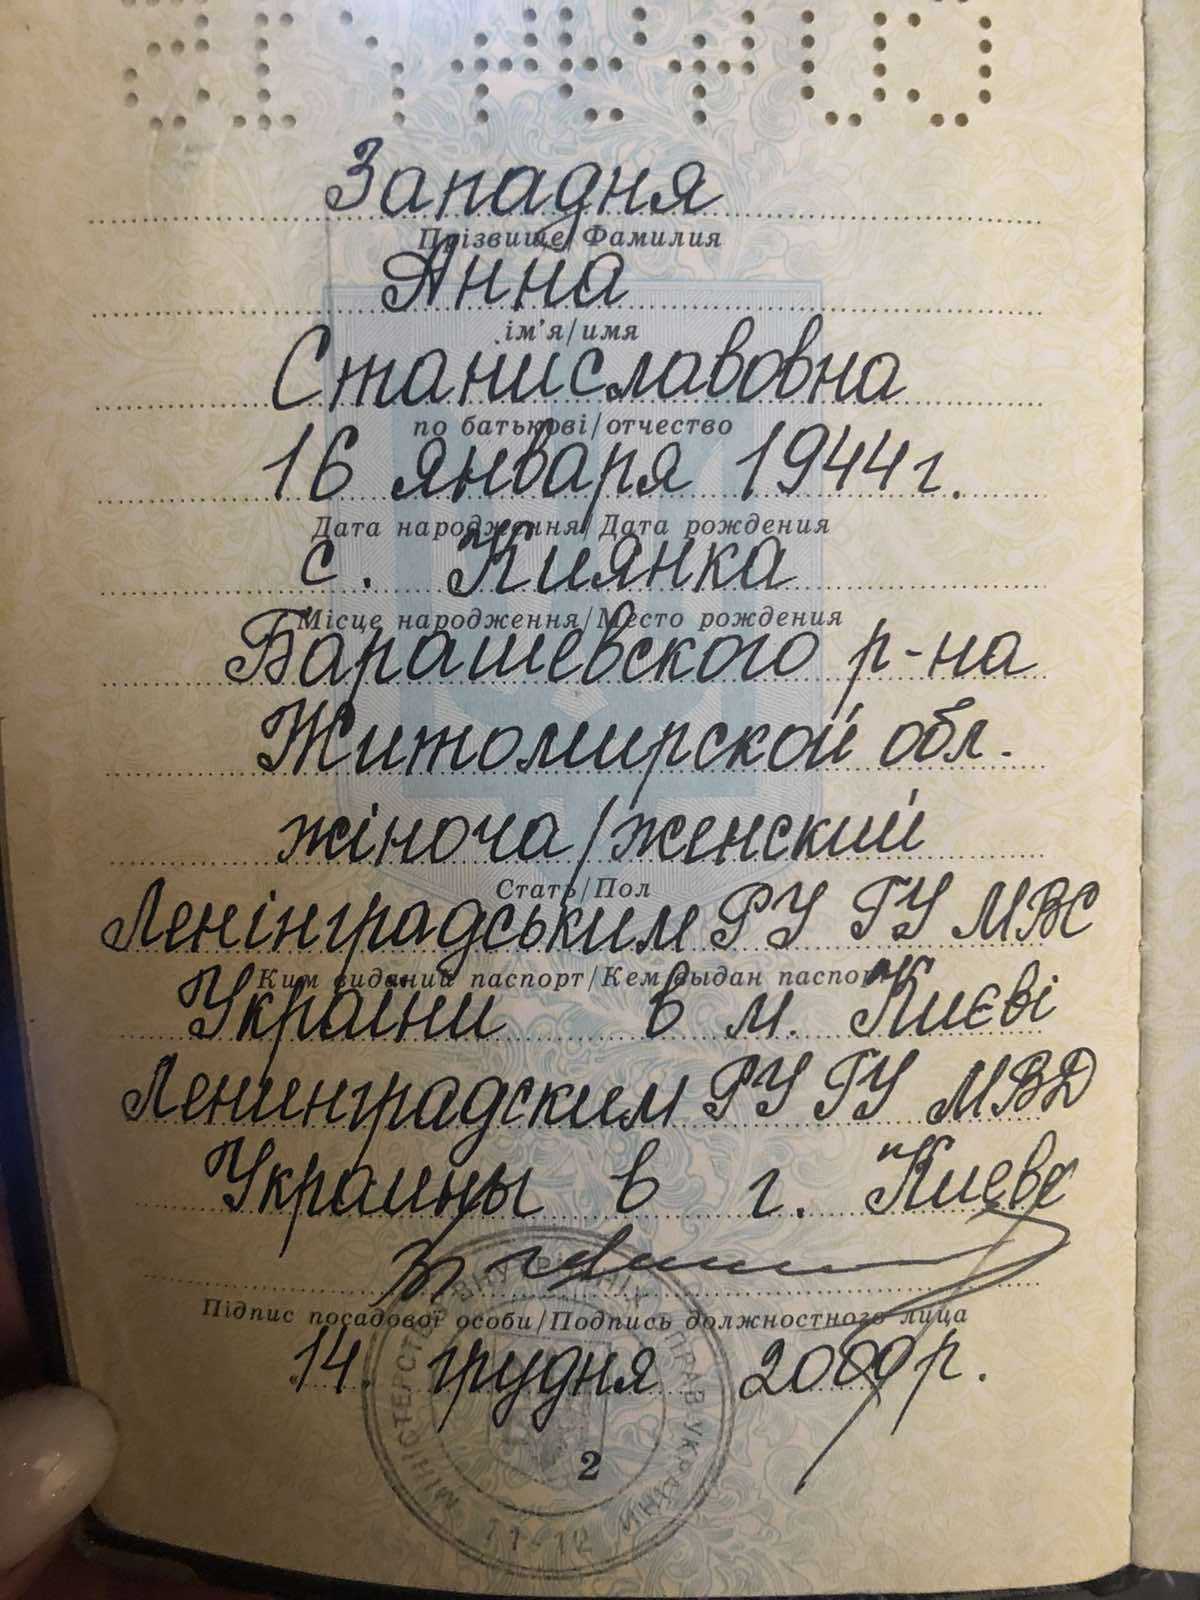 Западня
Прізвище/Фамилия
Анна
ім'я/имя
Станиславовна
по батькові/отчество
16 января 1944г.
Дата народження/Дата рождения
с. Киянка
Місце народження/Место рождения
Барашевского р-на
Житомирской обл.
жіноча/женский
Стать/Пол
Ленінградським РУ ГУ МВС
Ким виданий паспорт/Кем выдан паспорт
України в м. Києві
Ленинградским РУ ГУ МВД
Украины в г. Киеве
Підпис посадової особи/Подпись должностного лица
14 грудня 2000р.
2
МІНІСТЕРСТВО ВНУТРІШНІХ СПРАВ УКРАЇНИ